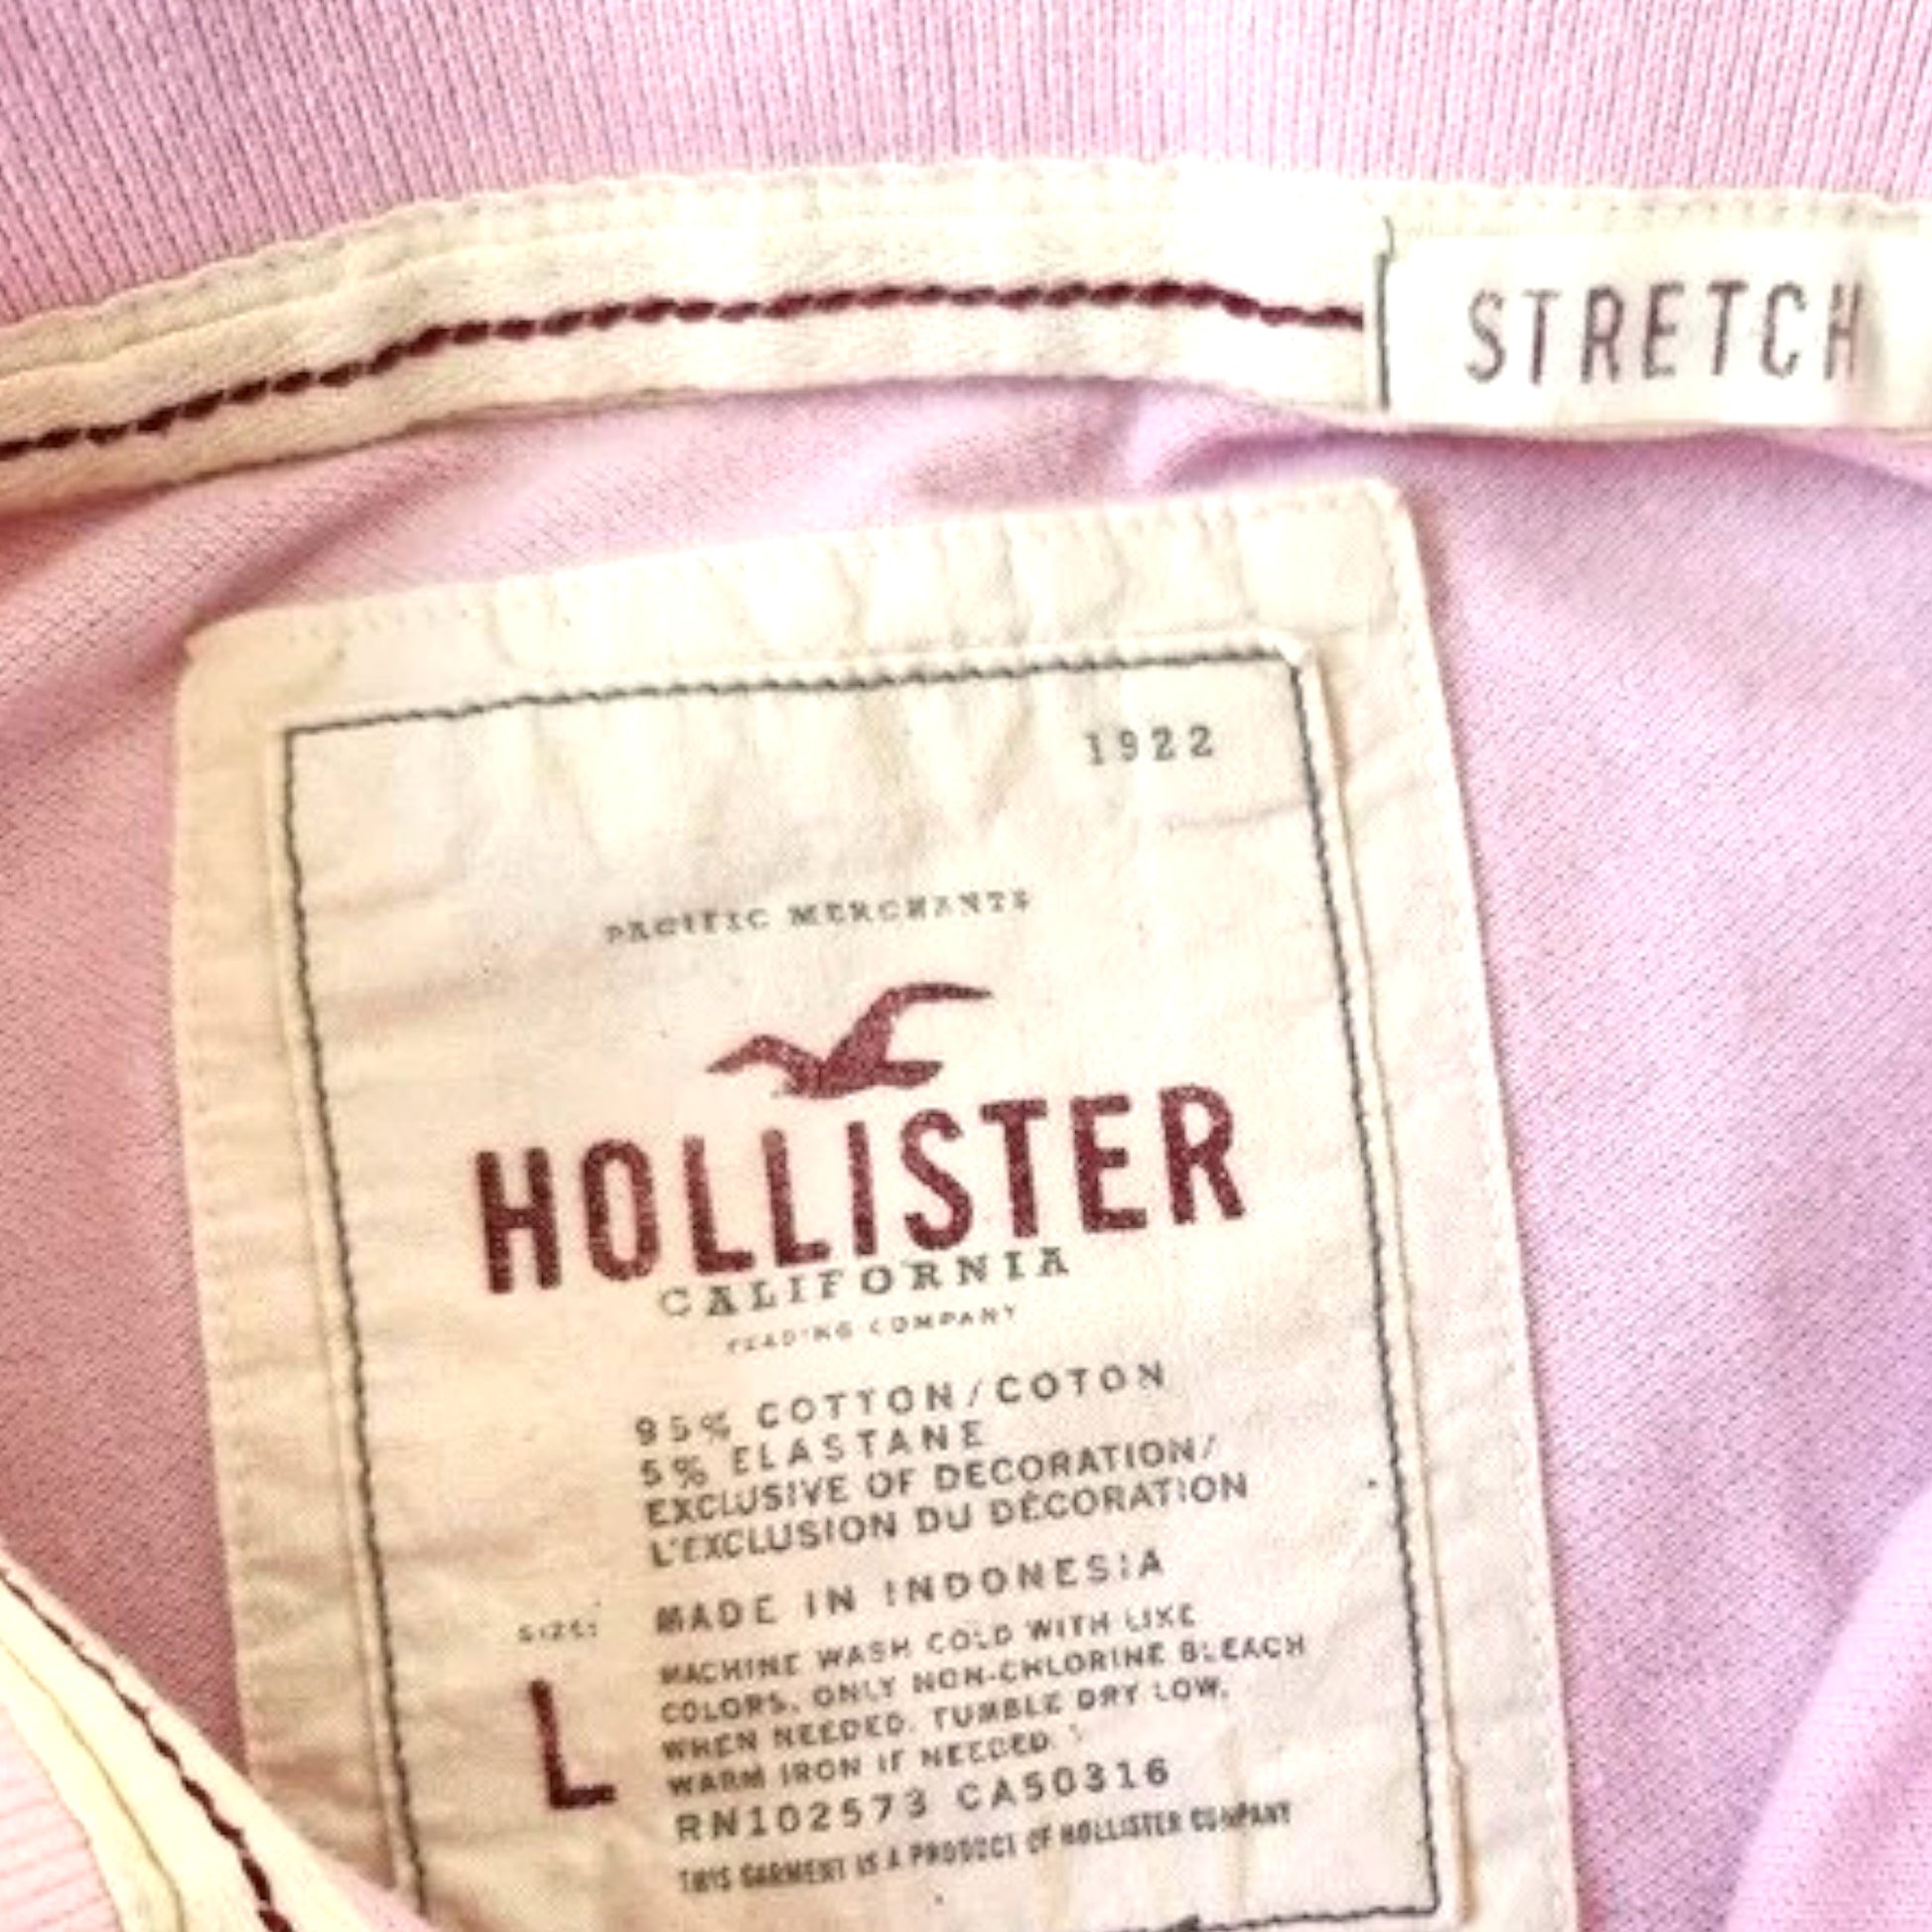 STRETCH
1922
PACIFIC MERCHANTS
HOLLISTER
CALIFORNIA
TRADING COMPANY
95% COTTON/COTON
5% ELASTANE
EXCLUSIVE OF DECORATION/
L'EXCLUSION DU DÉCORATION
MADE IN INDONESIA
SIZE:
L
MACHINE WASH COLD WITH LIKE
COLORS. ONLY NON-CHLORINE BLEACH
WHEN NEEDED. TUMBLE DRY LOW.
WARM IRON IF NEEDED.
RN102573 CA50316
THIS GARMENT IS A PRODUCT OF HOLLISTER COMPANY